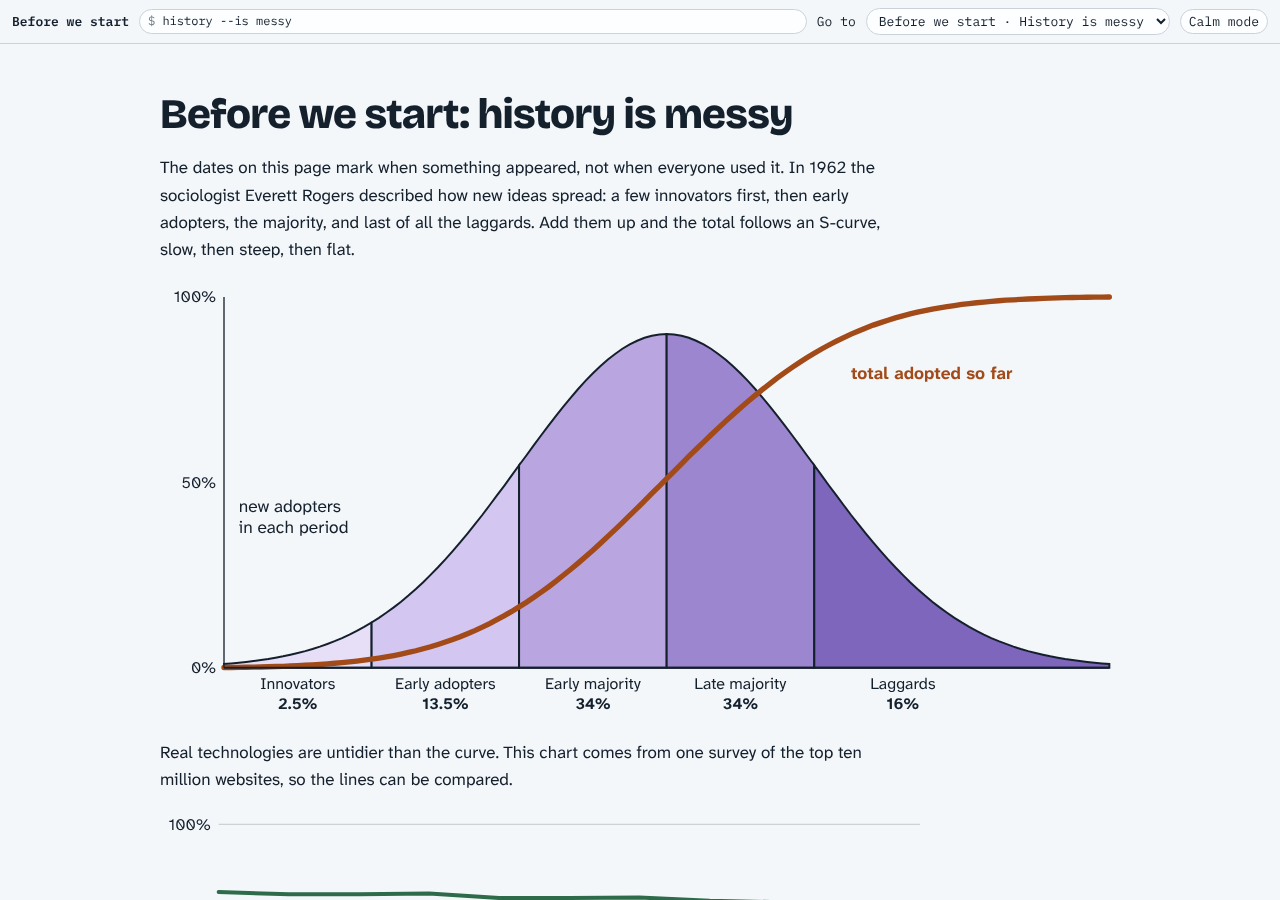 Before we start
$ history --is messy
Go to
Before we start · History is messy
Calm mode
Before we start: history is messy
The dates on this page mark when something appeared, not when everyone used it. In 1962 the
sociologist Everett Rogers described how new ideas spread: a few innovators first, then early
adopters, the majority, and last of all the laggards. Add them up and the total follows an S-curve,
slow, then steep, then flat.
100%
total adopted so far
50%
new adopters
in each period
0%
Innovators
2.5%
Early adopters
13.5%
Early majority
34%
Late majority
34%
Laggards
16%
Real technologies are untidier than the curve. This chart comes from one survey of the top ten
million websites, so the lines can be compared.
100%